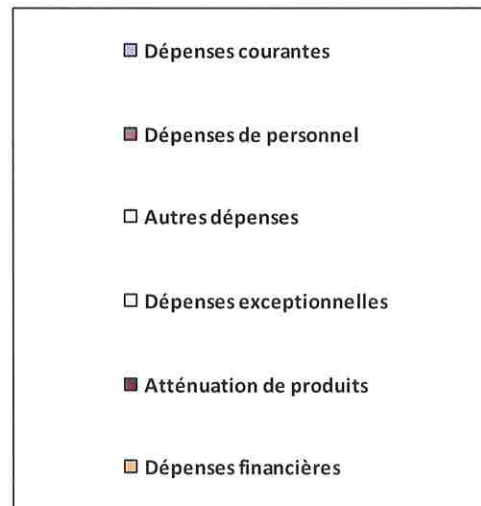 Dépenses courantes
Dépenses de personnel
Autres dépenses
Dépenses exceptionnelles
Atténuation de produits
Dépenses financières